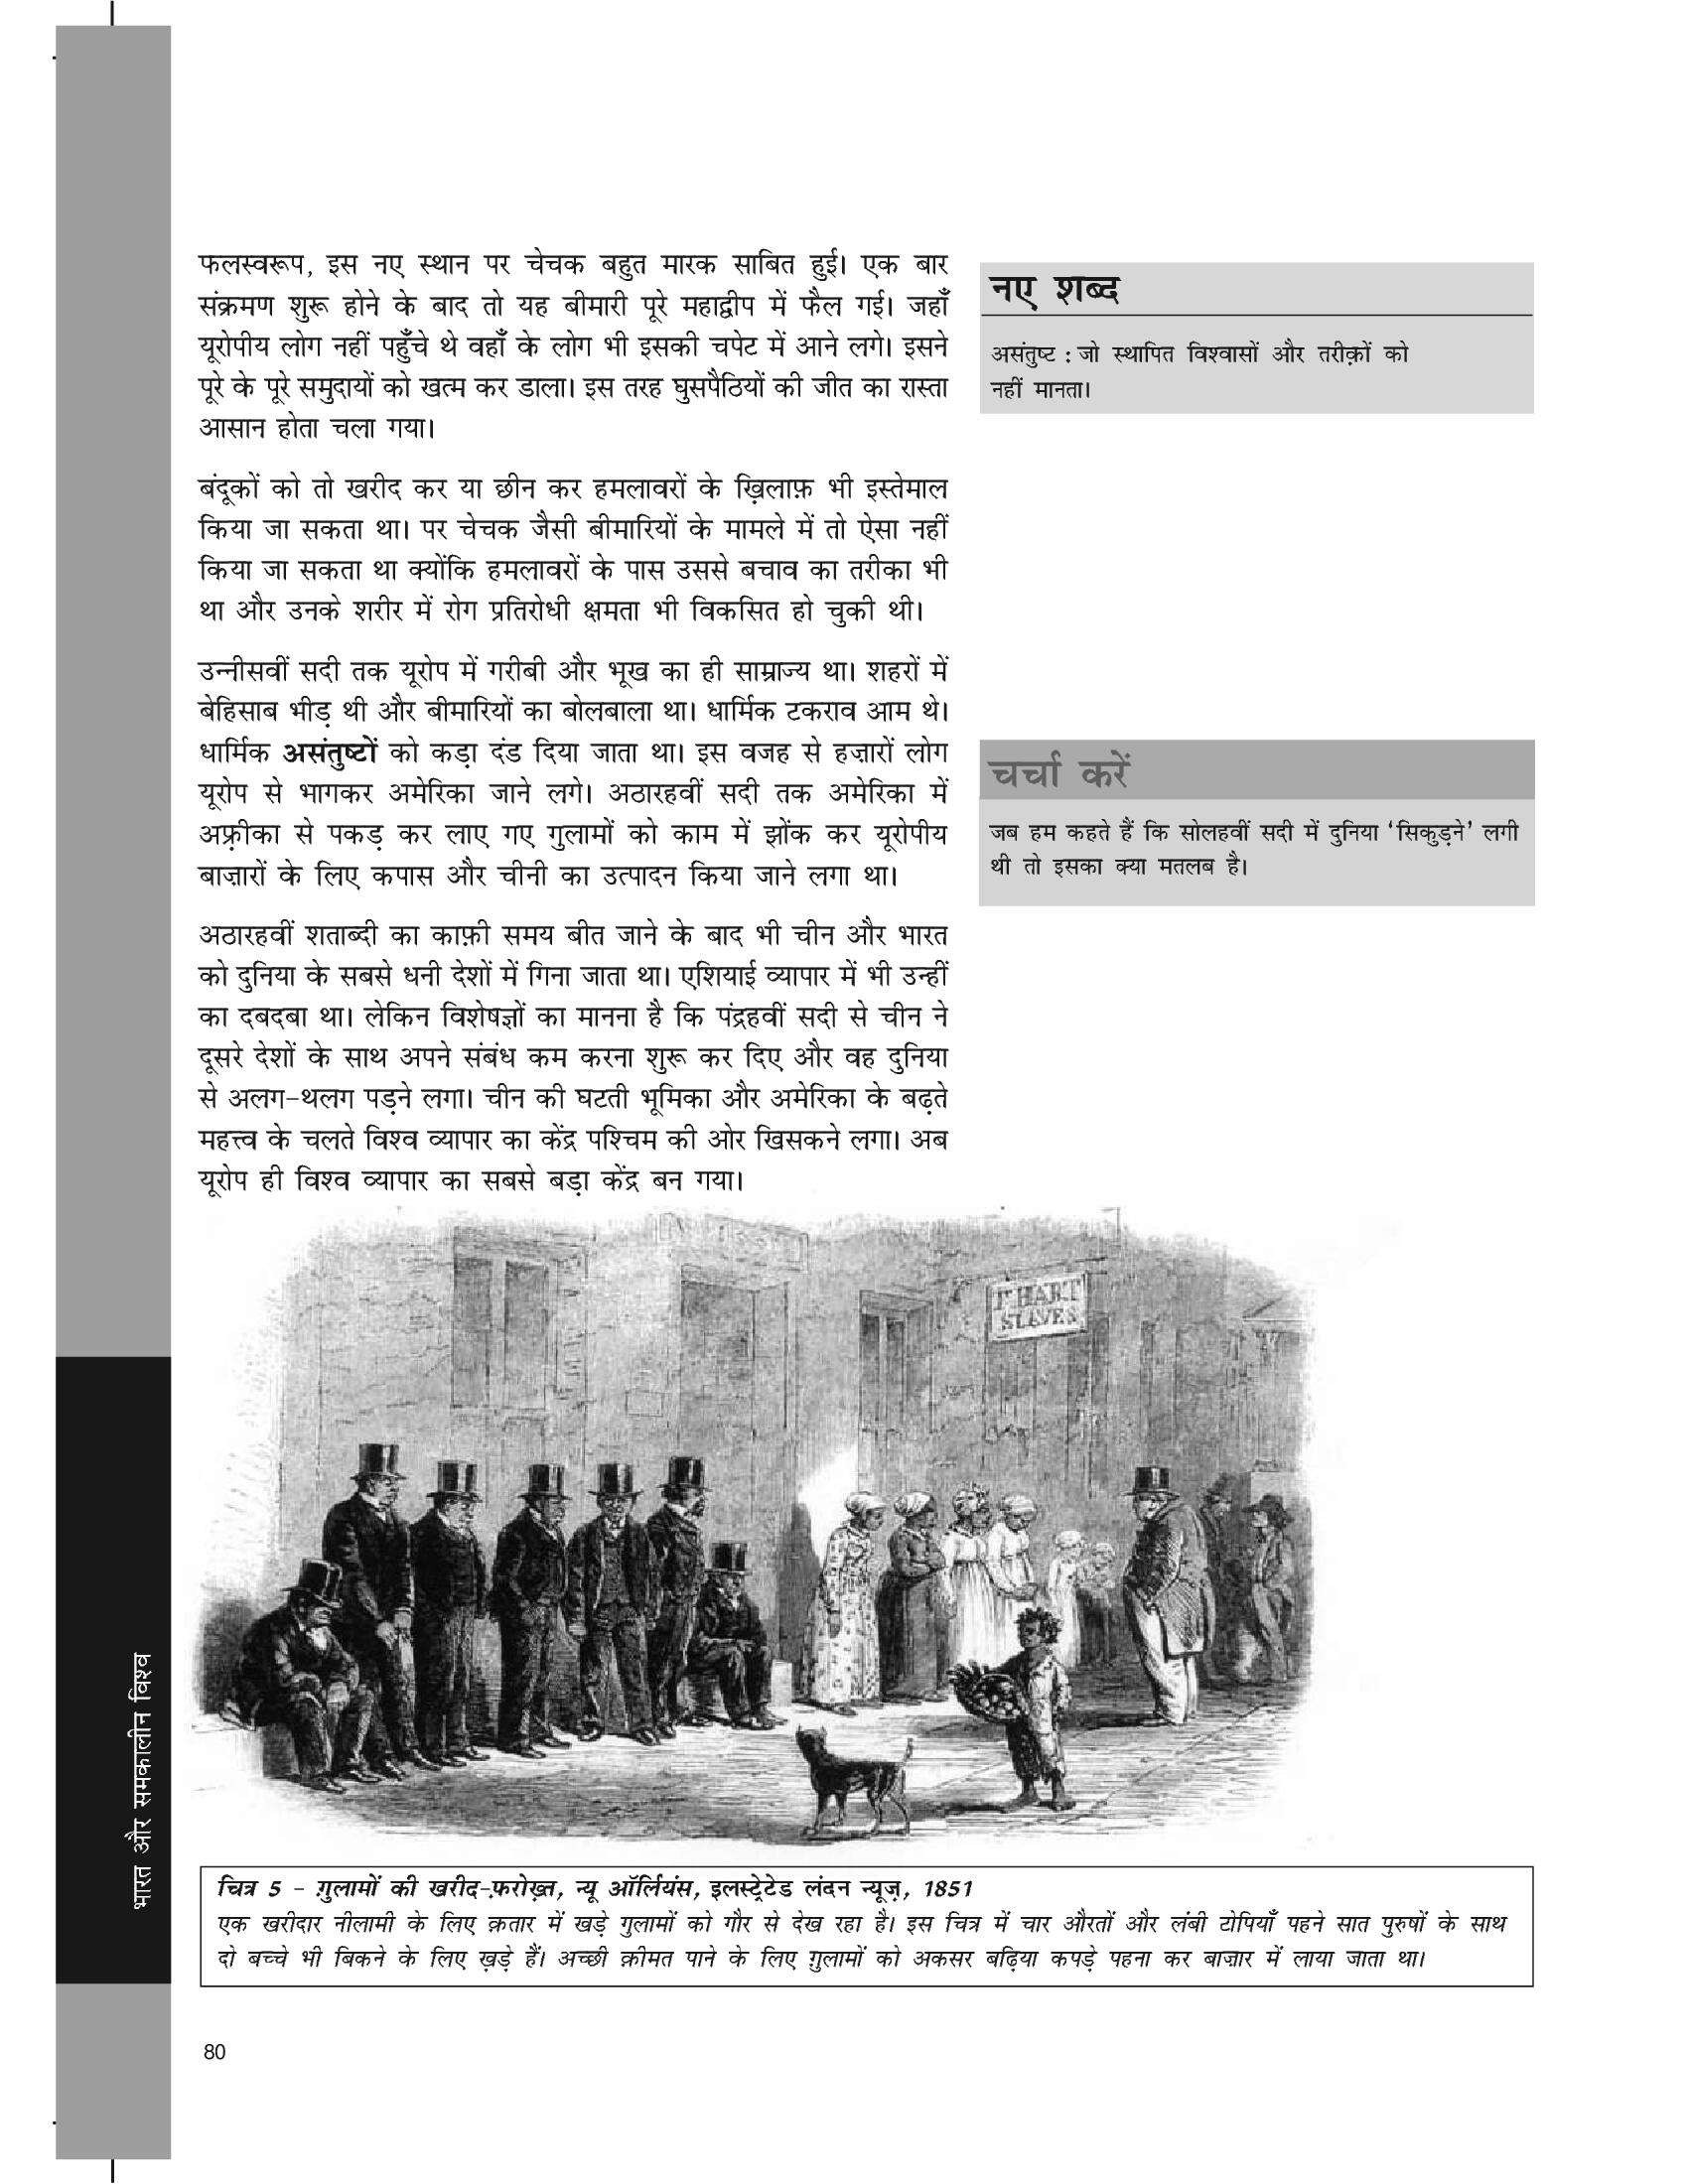 फलस्वरूप, इस नए स्थान पर चेचक बहुत मारक साबित हुई। एक बार
संक्रमण शुरू होने के बाद तो यह बीमारी पूरे महाद्वीप में फैल गई। जहाँ
यूरोपीय लोग नहीं पहुँचे थे वहाँ के लोग भी इसकी चपेट में आने लगे। इसने
पूरे के पूरे समुदायों को खत्म कर डाला। इस तरह घुसपैठियों की जीत का रास्ता
आसान होता चला गया।
बंदूकों को तो खरीद कर या छीन कर हमलावरों के ख़िलाफ़ भी इस्तेमाल
किया जा सकता था। पर चेचक जैसी बीमारियों के मामले में तो ऐसा नहीं
किया जा सकता था क्योंकि हमलावरों के पास उससे बचाव का तरीका भी
था और उनके शरीर में रोग प्रतिरोधी क्षमता भी विकसित हो चुकी थी।
उन्नीसवीं सदी तक यूरोप में गरीबी और भूख का ही साम्राज्य था। शहरों में
बेहिसाब भीड़ थी और बीमारियों का बोलबाला था। धार्मिक टकराव आम थे।
धार्मिक असंतुष्टों को कड़ा दंड दिया जाता था। इस वजह से हज़ारों लोग
यूरोप से भागकर अमेरिका जाने लगे। अठारहवीं सदी तक अमेरिका में
अफ़्रीका से पकड़ कर लाए गए गुलामों को काम में झोंक कर यूरोपीय
बाज़ारों के लिए कपास और चीनी का उत्पादन किया जाने लगा था।
अठारहवीं शताब्दी का काफ़ी समय बीत जाने के बाद भी चीन और भारत
को दुनिया के सबसे धनी देशों में गिना जाता था। एशियाई व्यापार में भी उन्हीं
का दबदबा था। लेकिन विशेषज्ञों का मानना है कि पंद्रहवीं सदी से चीन ने
दूसरे देशों के साथ अपने संबंध कम करना शुरू कर दिए और वह दुनिया
से अलग-थलग पड़ने लगा। चीन की घटती भूमिका और अमेरिका के बढ़ते
महत्त्व के चलते विश्व व्यापार का केंद्र पश्चिम की ओर खिसकने लगा। अब
यूरोप ही विश्व व्यापार का सबसे बड़ा केंद्र बन गया।
नए शब्द
असंतुष्ट : जो स्थापित विश्वासों और तरीक़ों को
नहीं मानता।
चर्चा करें
जब हम कहते हैं कि सोलहवीं सदी में दुनिया ‘सिकुड़ने’ लगी
थी तो इसका क्या मतलब है।
T. HART
SLAVES
चित्र 5 – ग़ुलामों की खरीद-फ़रोख़्त, न्यू ऑर्लियंस, इलस्ट्रेटेड लंदन न्यूज़, 1851
एक खरीदार नीलामी के लिए क़तार में खड़े गुलामों को गौर से देख रहा है। इस चित्र में चार औरतों और लंबी टोपियाँ पहने सात पुरुषों के साथ
दो बच्चे भी बिकने के लिए खड़े हैं। अच्छी क़ीमत पाने के लिए ग़ुलामों को अकसर बढ़िया कपड़े पहना कर बाज़ार में लाया जाता था।
भारत और समकालीन विश्व
80